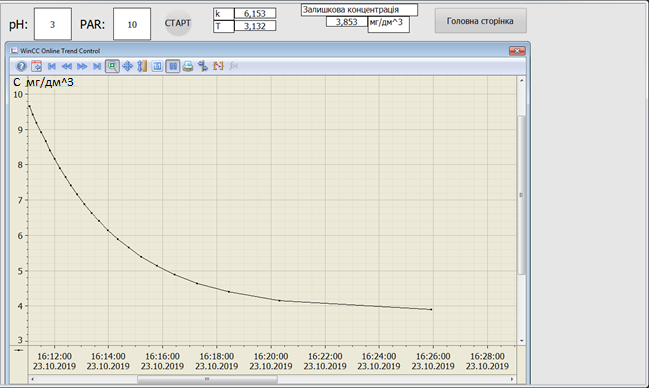 pH: 3 PAR: 10 СТАРТ k 6,153
T 3,132
Залишкова концентрація
3,853 мг/дм^3
Головна сторінка
WinCC Online Trend Control
С мг/дм^3
10
9
8
7
6
5
4
3
16:12:00 16:14:00 16:16:00 16:18:00 16:20:00 16:22:00 16:24:00 16:26:00 16:28:00
23.10.2019 23.10.2019 23.10.2019 23.10.2019 23.10.2019 23.10.2019 23.10.2019 23.10.2019 23.10.2019